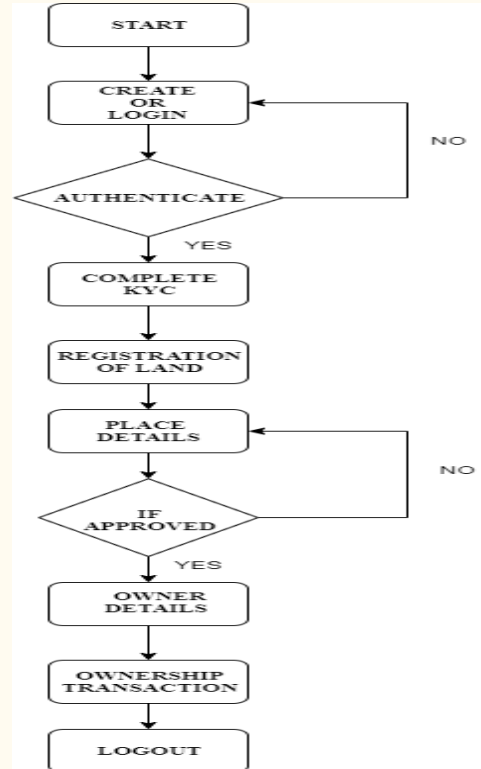 START
CREATE
OR
LOGIN
NO
AUTHENTICATE
YES
COMPLETE
KYC
REGISTRATION
OF LAND
PLACE
DETAILS
NO
IF
APPROVED
YES
OWNER
DETAILS
OWNERSHIP
TRANSACTION
LOGOUT